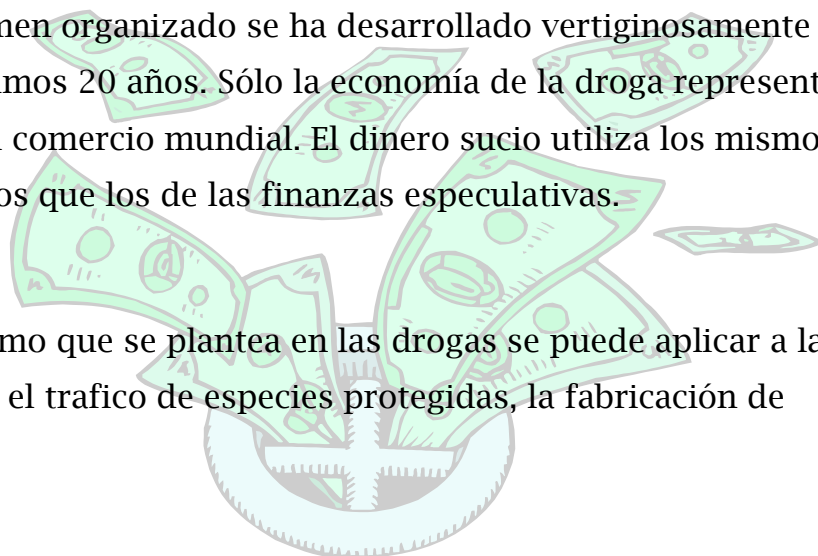 men organizado se ha desarrollado vertiginosamente
imos 20 años. Sólo la economía de la droga represent
l comercio mundial. El dinero sucio utiliza los mismo
os que los de las finanzas especulativas.
mo que se plantea en las drogas se puede aplicar a la
el trafico de especies protegidas, la fabricación de